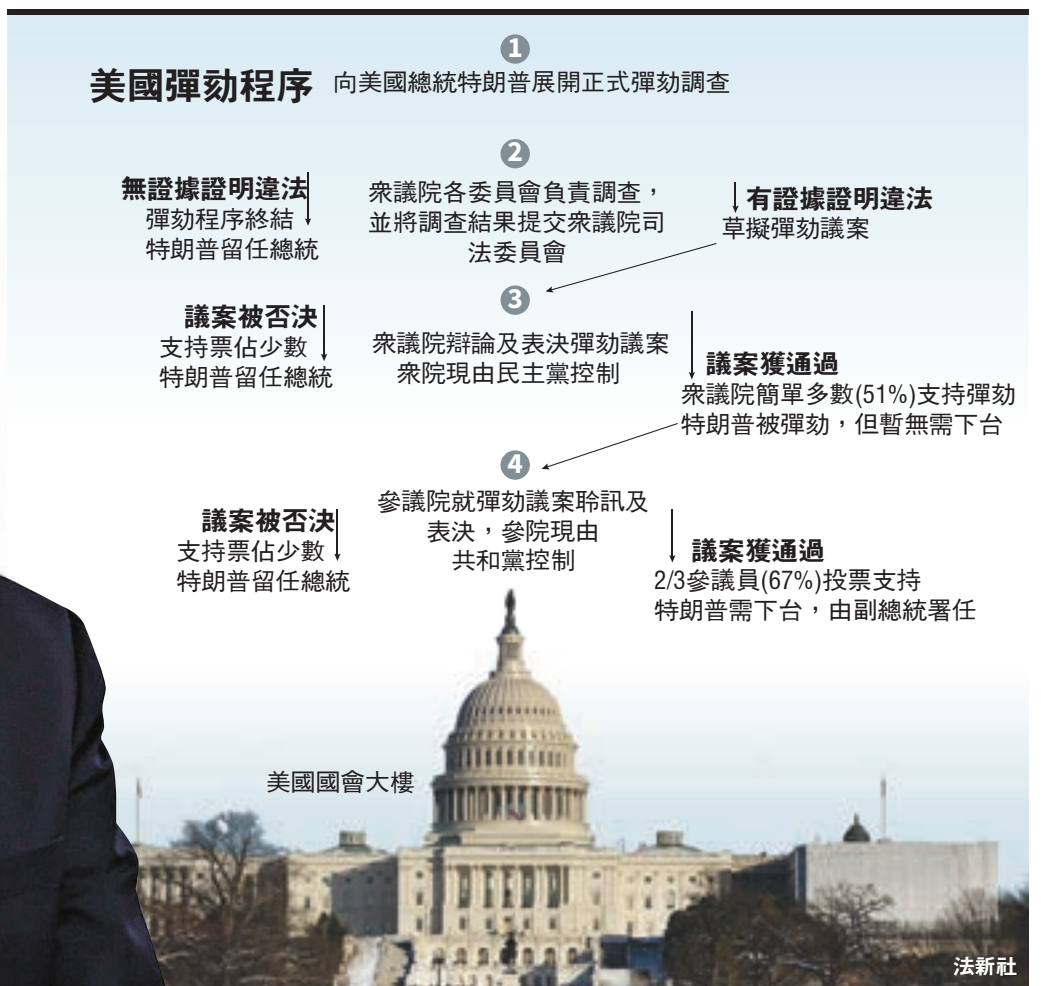 美國彈劾程序
1
向美國總統特朗普展開正式彈劾調查
2
衆議院各委員會負責調查，
並將調查結果提交衆議院司
法委員會
無證據證明違法
彈劾程序終結
特朗普留任總統
有證據證明違法
草擬彈劾議案
3
衆議院辯論及表決彈劾議案
衆院現由民主黨控制
議案被否決
支持票佔少數
特朗普留任總統
議案獲通過
衆議院簡單多數(51%)支持彈劾
特朗普被彈劾，但暫無需下台
4
參議院就彈劾議案聆訊及
表決，參院現由
共和黨控制
議案被否決
支持票佔少數
特朗普留任總統
議案獲通過
2/3參議員(67%)投票支持
特朗普需下台，由副總統署任
美國國會大樓
法新社